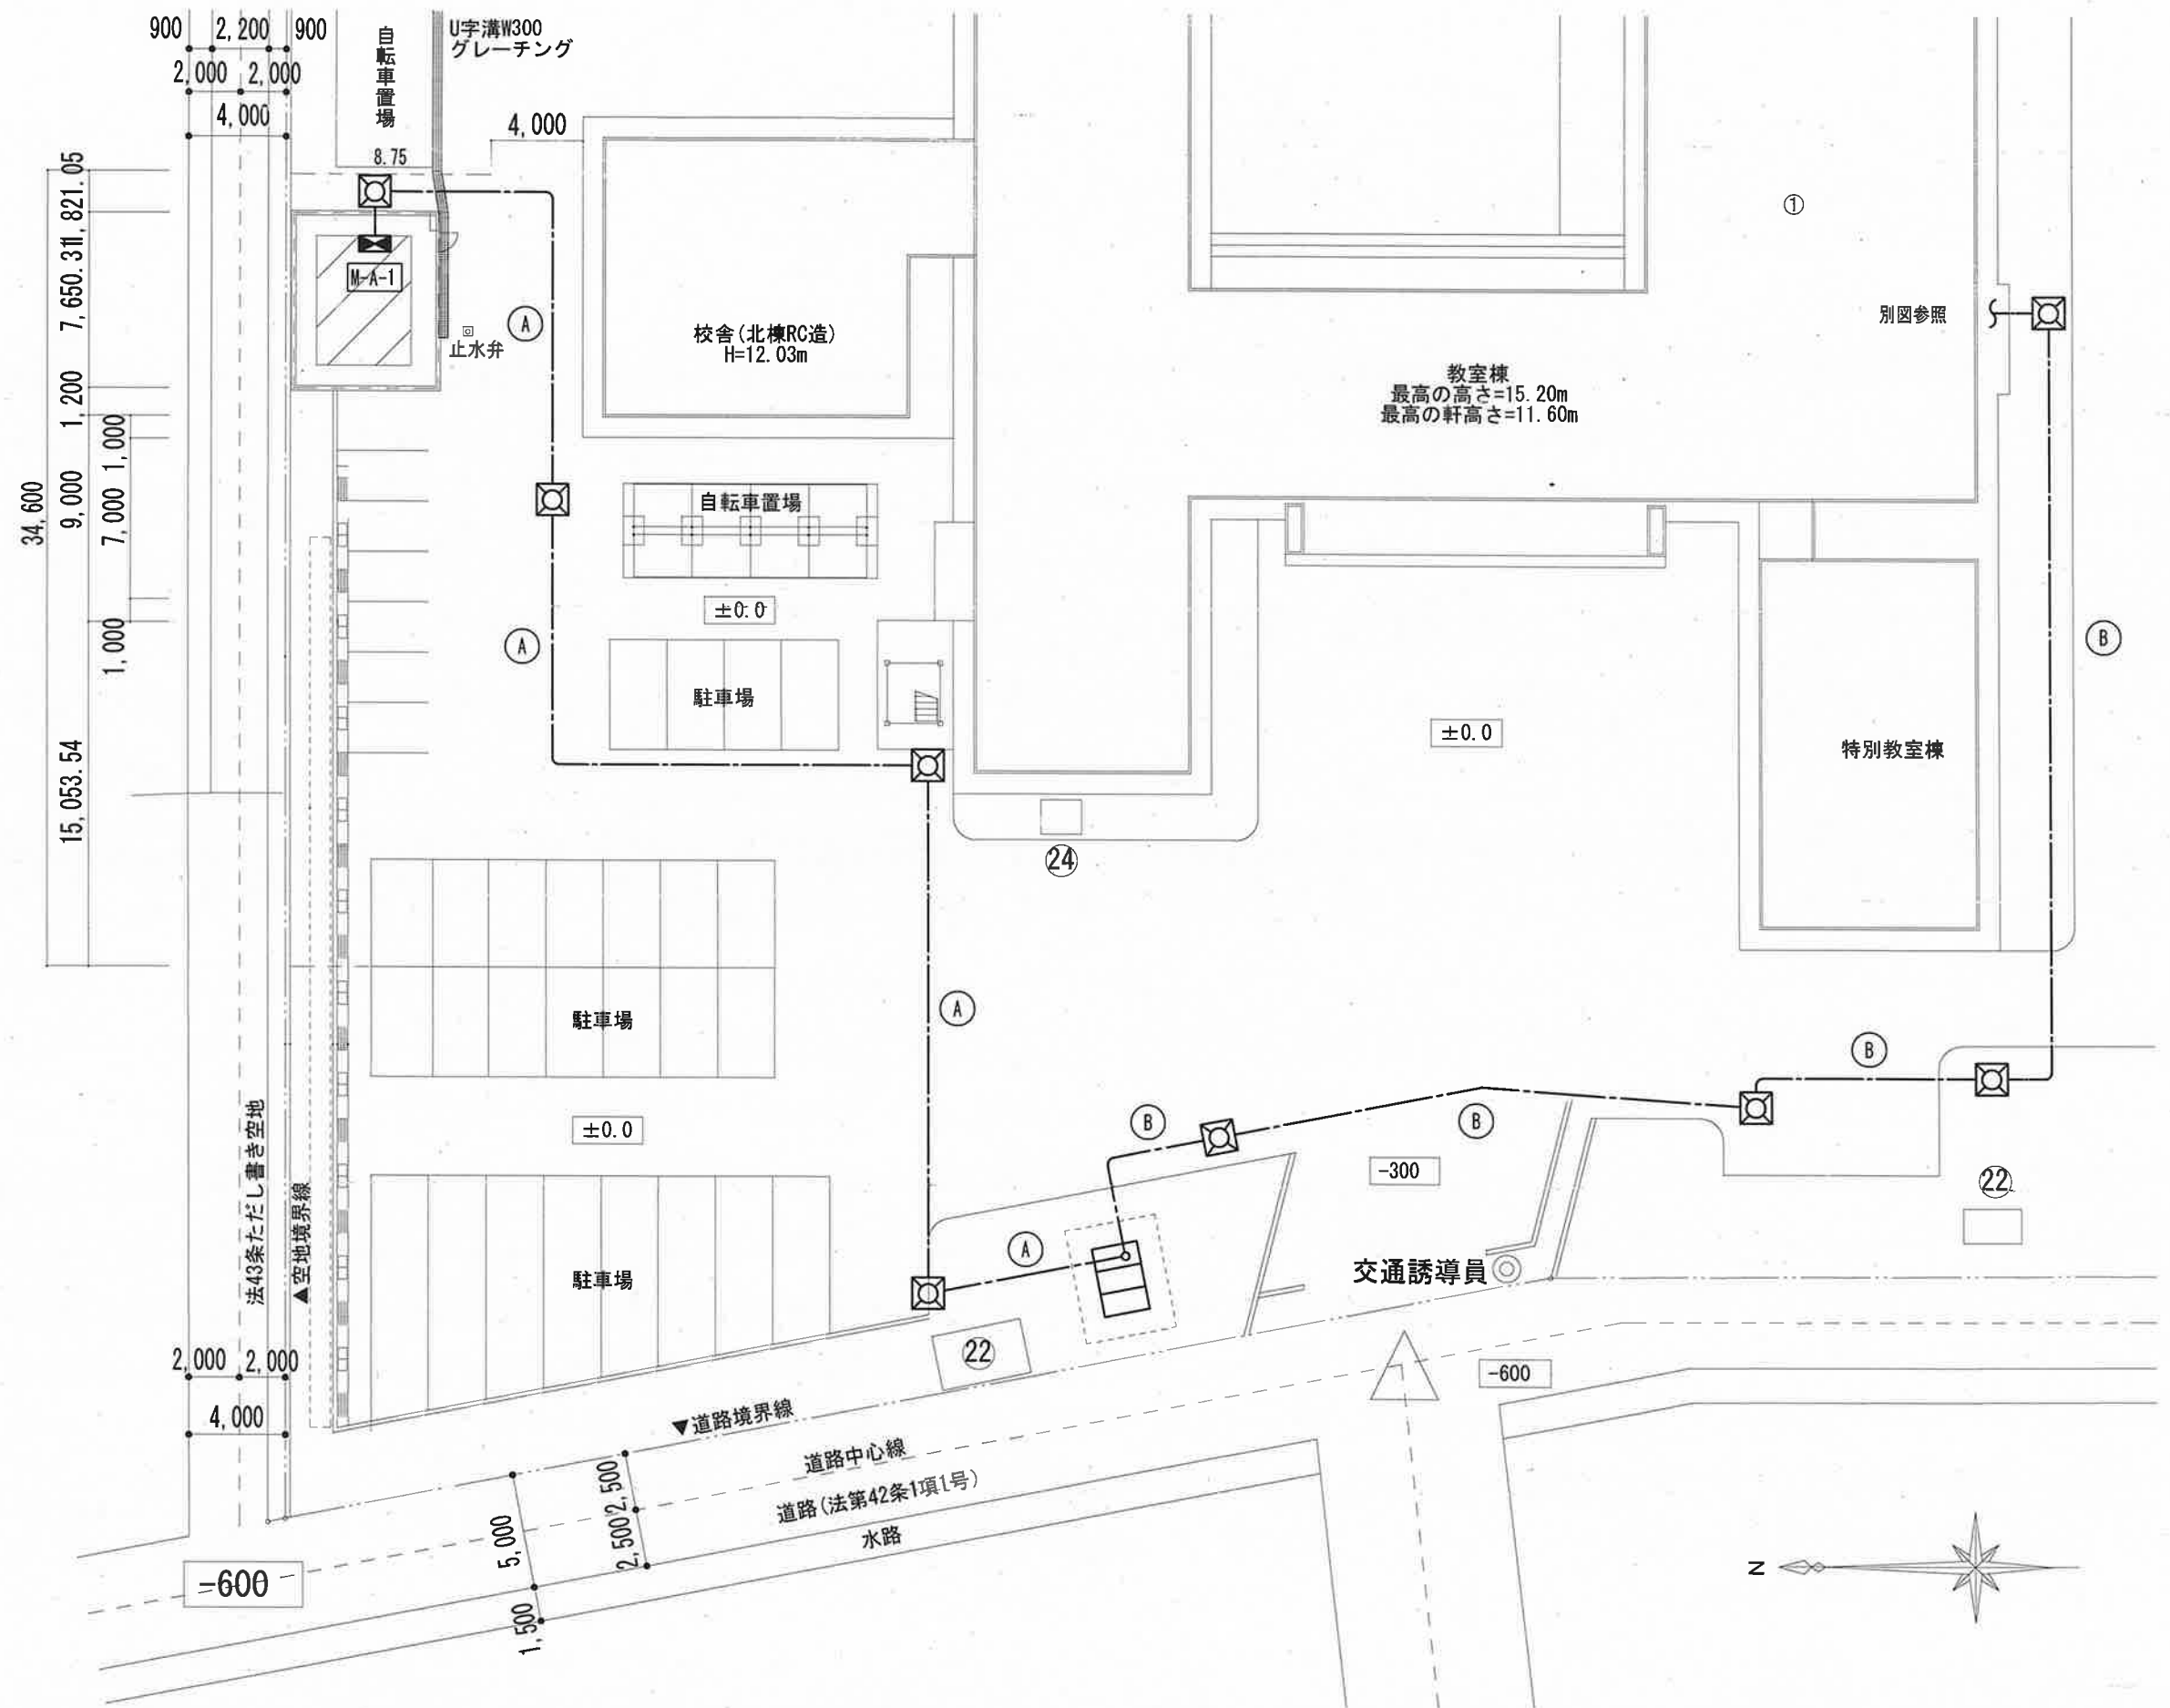 900
2,200
900
2,000
2,000
4,000
自転車置場
U字溝W300
グレーチング
4,000
8.75
M-A-1
止水弁
A
校舎(北棟RC造)
H=12.03m
①
別図参照
教室棟
最高の高さ=15.20m
最高の軒高さ=11.60m
1,200
1,000
34,600
9,000
7,000
1,000
15,053.54
自転車置場
±0.0
A
駐車場
B
±0.0
特別教室棟
24
駐車場
A
±0.0
B
B
B
-300
22
A
交通誘導員
駐車場
22
-600
法43条ただし書き空地
▲空地境界線
2,000
2,000
4,000
▼道路境界線
道路中心線
道路(法第42条1項1号)
水路
5,000
2,500
2,500
1,500
-600
N